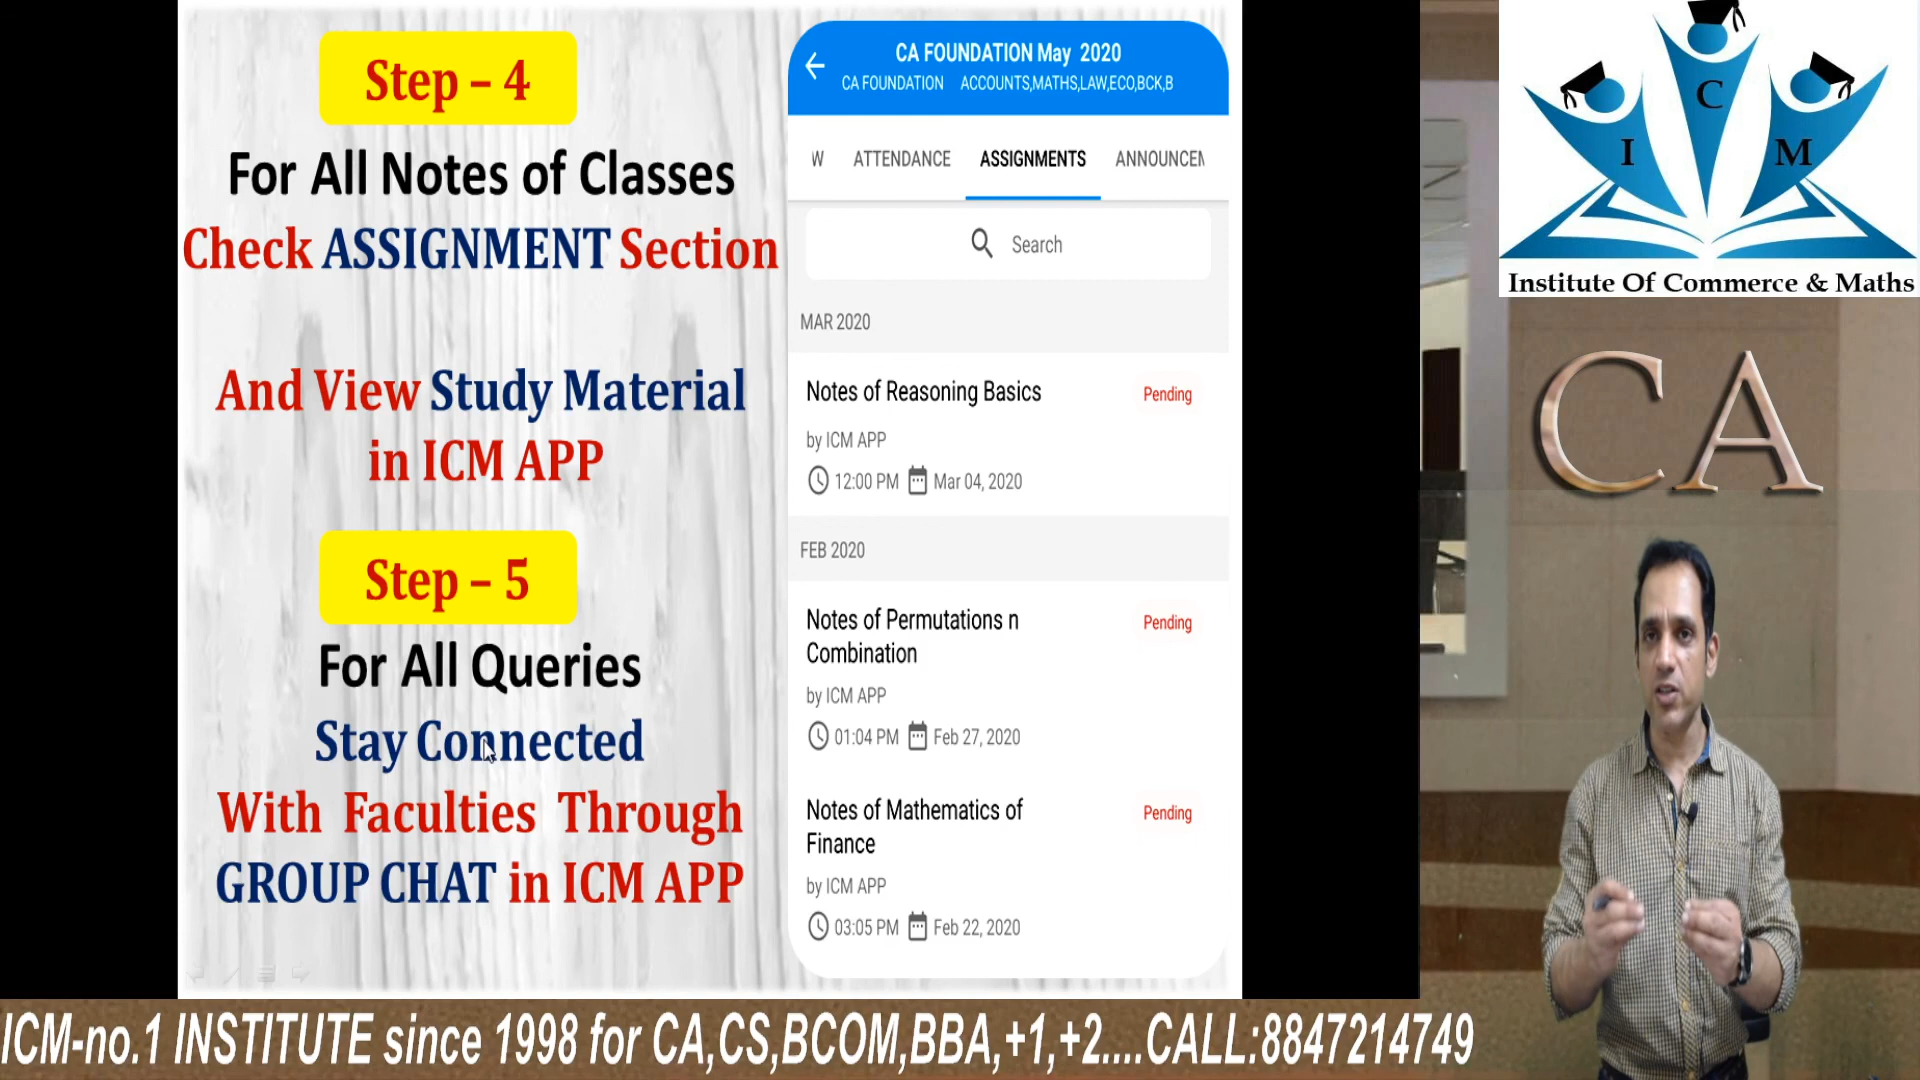 Step – 4
For All Notes of Classes
Check ASSIGNMENT Section
And View Study Material
in ICM APP
Step – 5
For All Queries
Stay Connected
With Faculties Through
GROUP CHAT in ICM APP
CA FOUNDATION May 2020
CA FOUNDATION ACCOUNTS,MATHS,LAW,ECO,BCK,B
W ATTENDANCE ASSIGNMENTS ANNOUNCEM
Search
MAR 2020
Notes of Reasoning Basics Pending
by ICM APP
12:00 PM Mar 04, 2020
FEB 2020
Notes of Permutations n Pending
Combination
by ICM APP
01:04 PM Feb 27, 2020
Notes of Mathematics of Pending
Finance
by ICM APP
03:05 PM Feb 22, 2020
I C M
Institute Of Commerce & Maths
CA
ICM-no.1 INSTITUTE since 1998 for CA,CS,BCOM,BBA,+1,+2....CALL:8847214749